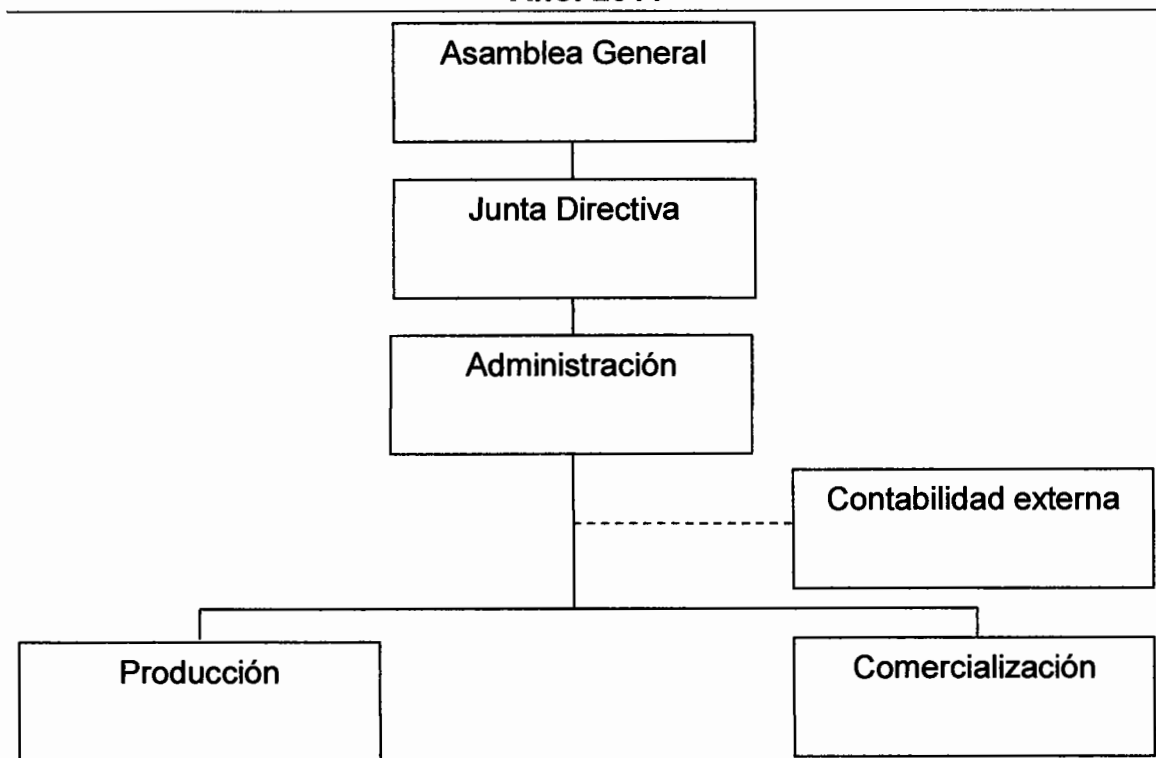 Asamblea General
Junta Directiva
Administración
Contabilidad externa
Producción
Comercialización